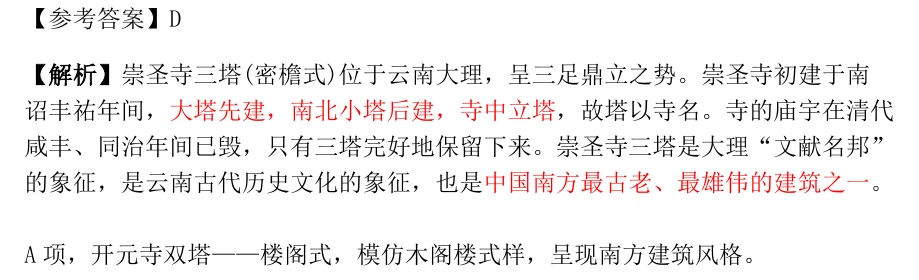 【参考答案】D
【解析】崇圣寺三塔(密檐式)位于云南大理，呈三足鼎立之势。崇圣寺初建于南
诏丰祐年间，大塔先建，南北小塔后建，寺中立塔，故塔以寺名。寺的庙宇在清代
咸丰、同治年间已毁，只有三塔完好地保留下来。崇圣寺三塔是大理“文献名邦”
的象征，是云南古代历史文化的象征，也是中国南方最古老、最雄伟的建筑之一。
A 项，开元寺双塔——楼阁式，模仿木阁楼式样，呈现南方建筑风格。